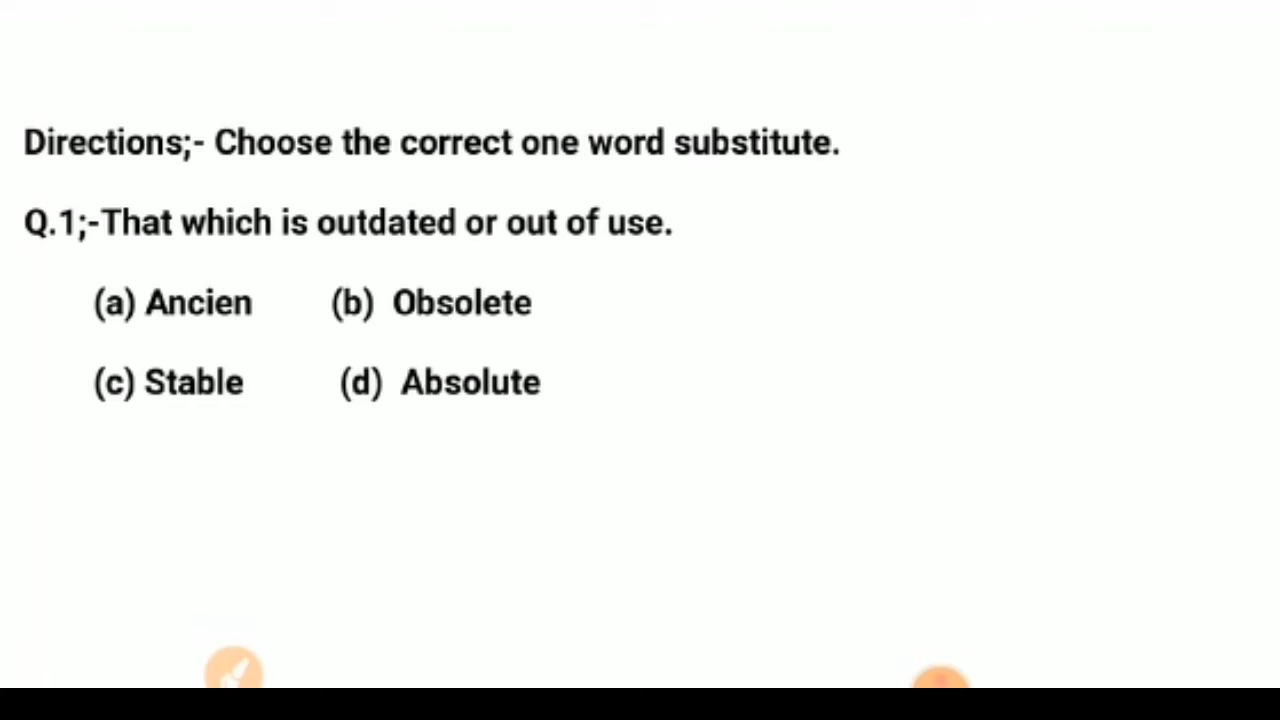 Directions;- Choose the correct one word substitute.
Q.1;-That which is outdated or out of use.
(a) Ancien (b) Obsolete
(c) Stable (d) Absolute